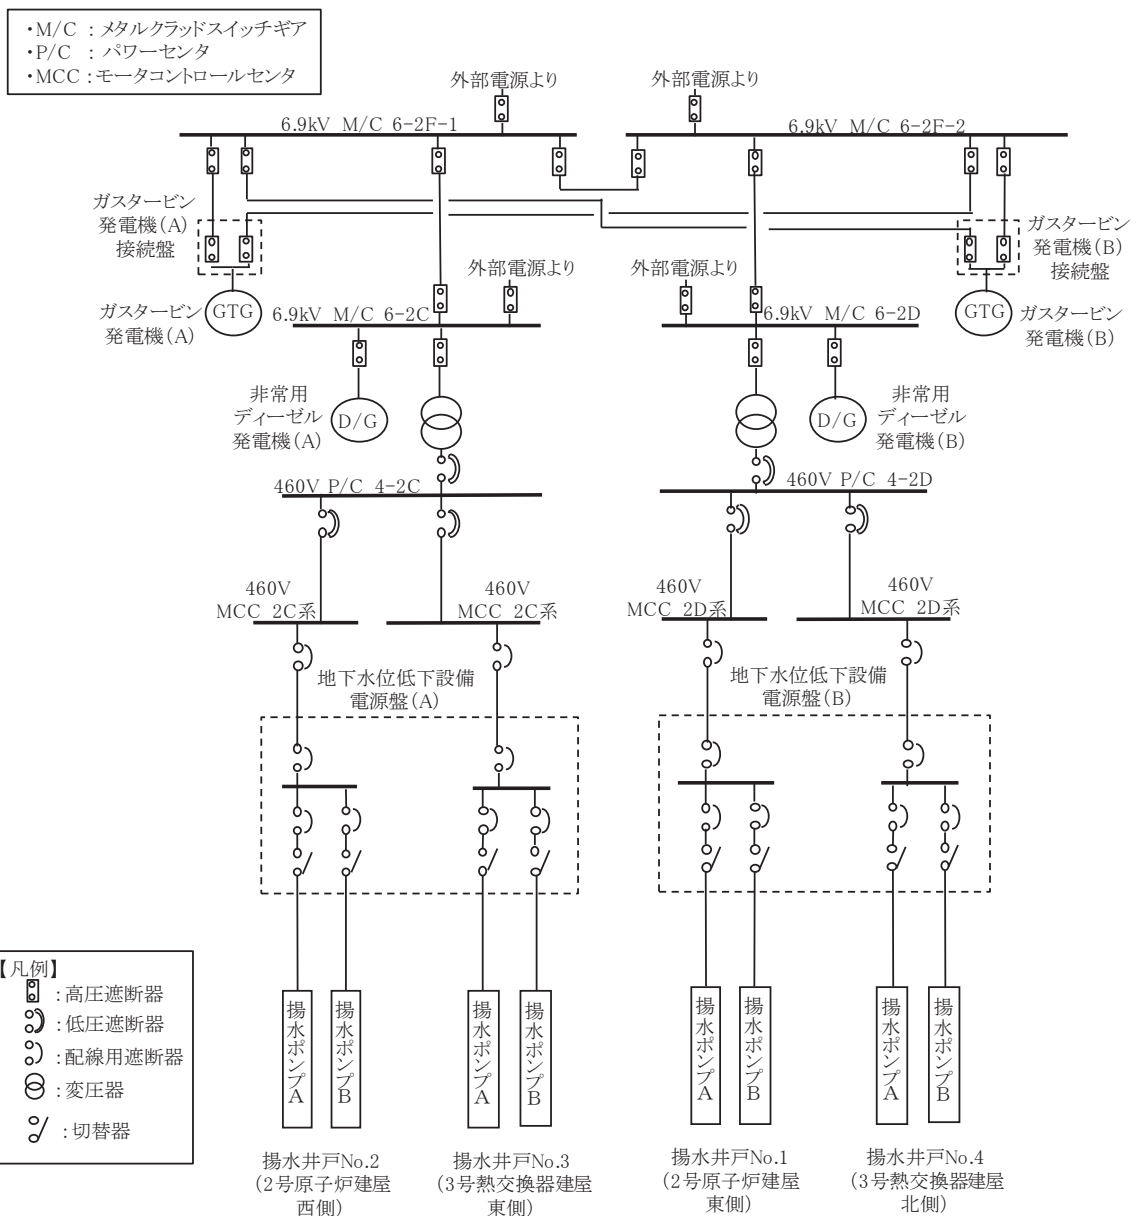 ・M/C：メタルクラッドスイッチギア
・P/C ：パワーセンタ
・MCC：モータコントロールセンタ
外部電源より
外部電源より
6.9kV M/C 6-2F-1
6.9kV M/C 6-2F-2
ガスタービン
発電機(A)
接続盤
ガスタービン
発電機(B)
接続盤
外部電源より
外部電源より
ガスタービン
発電機(A)
GTG
6.9kV M/C 6-2C
6.9kV M/C 6-2D
GTG
ガスタービン
発電機(B)
非常用
ディーゼル
発電機(A)
D/G
D/G
非常用
ディーゼル
発電機(B)
460V P/C 4-2C
460V P/C 4-2D
460V
MCC 2C系
460V
MCC 2C系
460V
MCC 2D系
460V
MCC 2D系
地下水位低下設備
電源盤(A)
地下水位低下設備
電源盤(B)
【凡例】
：高圧遮断器
：低圧遮断器
：配線用遮断器
：変圧器
：切替器
揚水ポンプA
揚水ポンプB
揚水ポンプA
揚水ポンプB
揚水ポンプA
揚水ポンプB
揚水ポンプA
揚水ポンプB
揚水井戸No.2
(2号原子炉建屋
西側)
揚水井戸No.3
(3号熱交換器建屋
東側)
揚水井戸No.1
(2号原子炉建屋
東側)
揚水井戸No.4
(3号熱交換器建屋
北側)